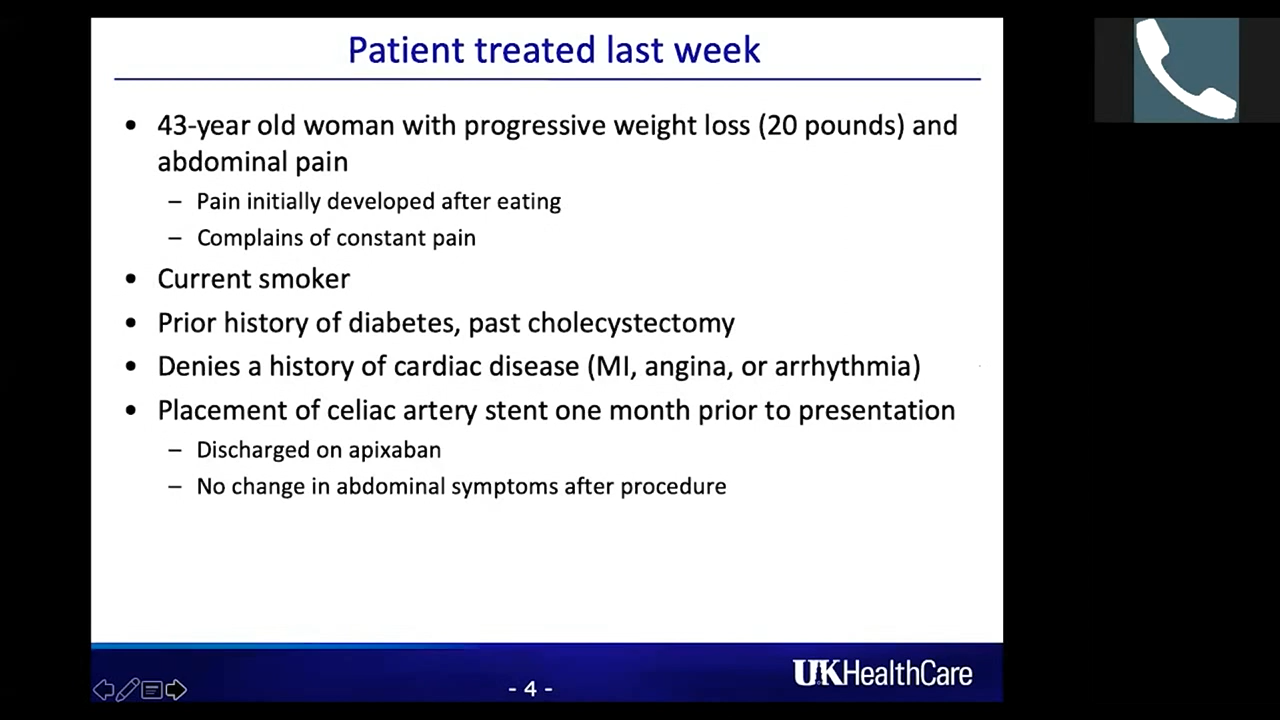 Patient treated last week
• 43-year old woman with progressive weight loss (20 pounds) and
abdominal pain
– Pain initially developed after eating
– Complains of constant pain
• Current smoker
• Prior history of diabetes, past cholecystectomy
• Denies a history of cardiac disease (MI, angina, or arrhythmia)
• Placement of celiac artery stent one month prior to presentation
– Discharged on apixaban
– No change in abdominal symptoms after procedure
- 4 -
UKHealthCare